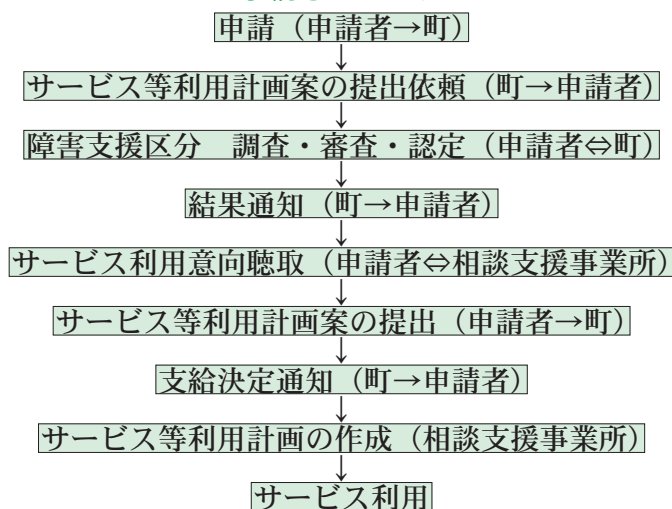 申請（申請者→町）
↓
サービス等利用計画案の提出依頼（町→申請者）
↓
障害支援区分　調査・審査・認定（申請者⇔町）
↓
結果通知（町→申請者）
↓
サービス利用意向聴取（申請者⇔相談支援事業所）
↓
サービス等利用計画案の提出（申請者→町）
↓
支給決定通知（町→申請者）
↓
サービス等利用計画の作成（相談支援事業所）
↓
サービス利用